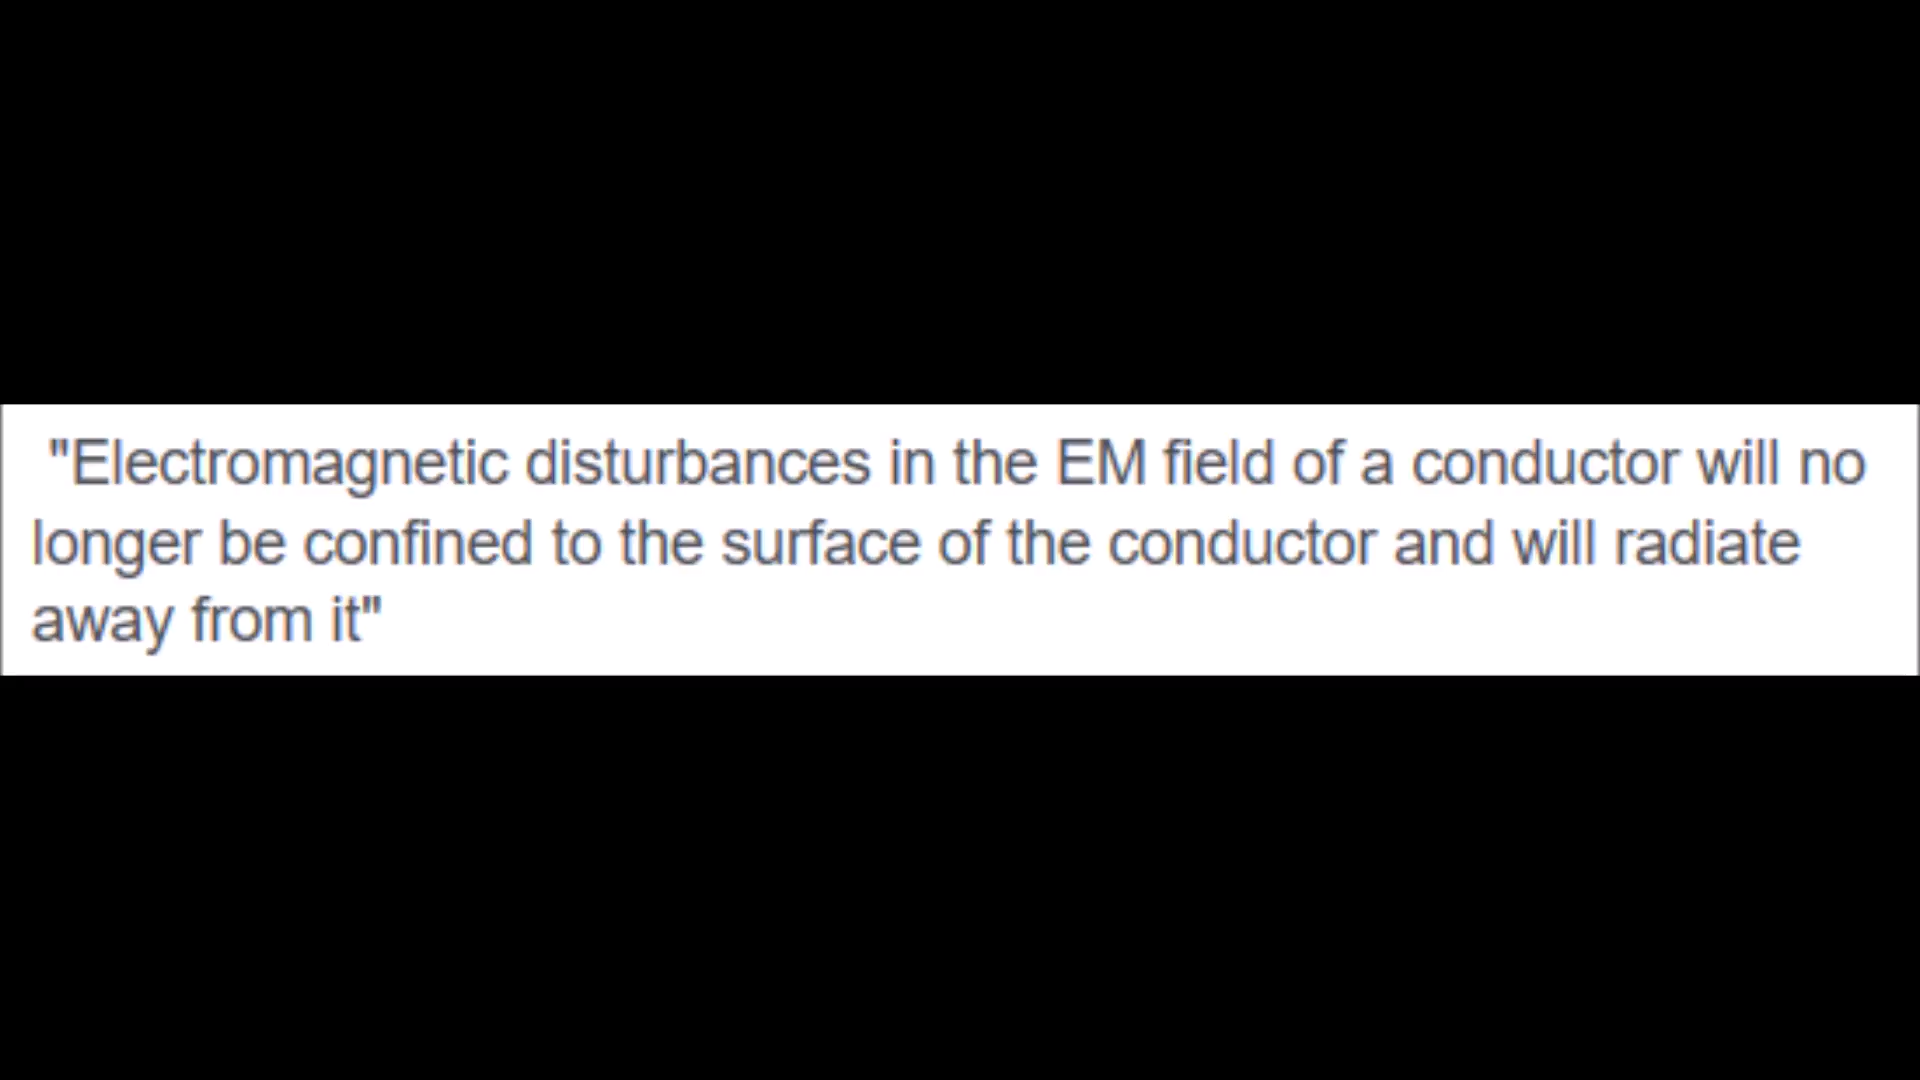 "Electromagnetic disturbances in the EM field of a conductor will no
longer be confined to the surface of the conductor and will radiate
away from it"